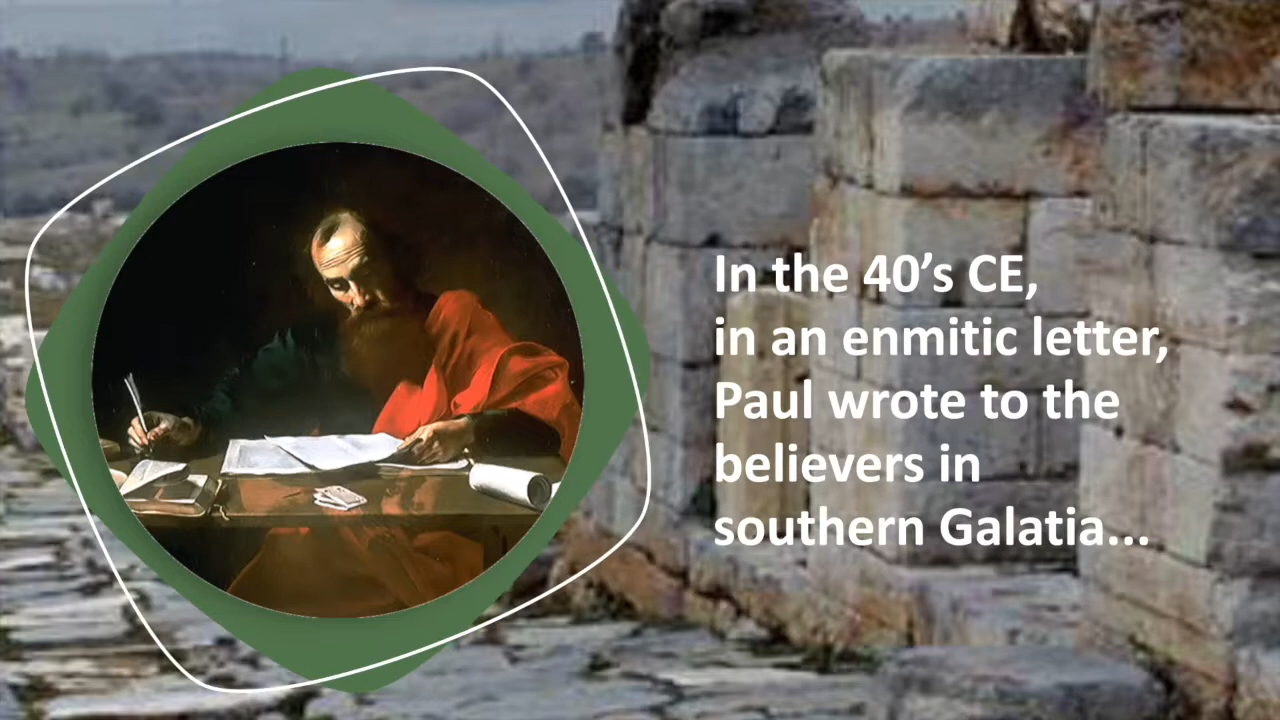 In the 40’s CE,
in an enmitic letter,
Paul wrote to the
believers in
southern Galatia...